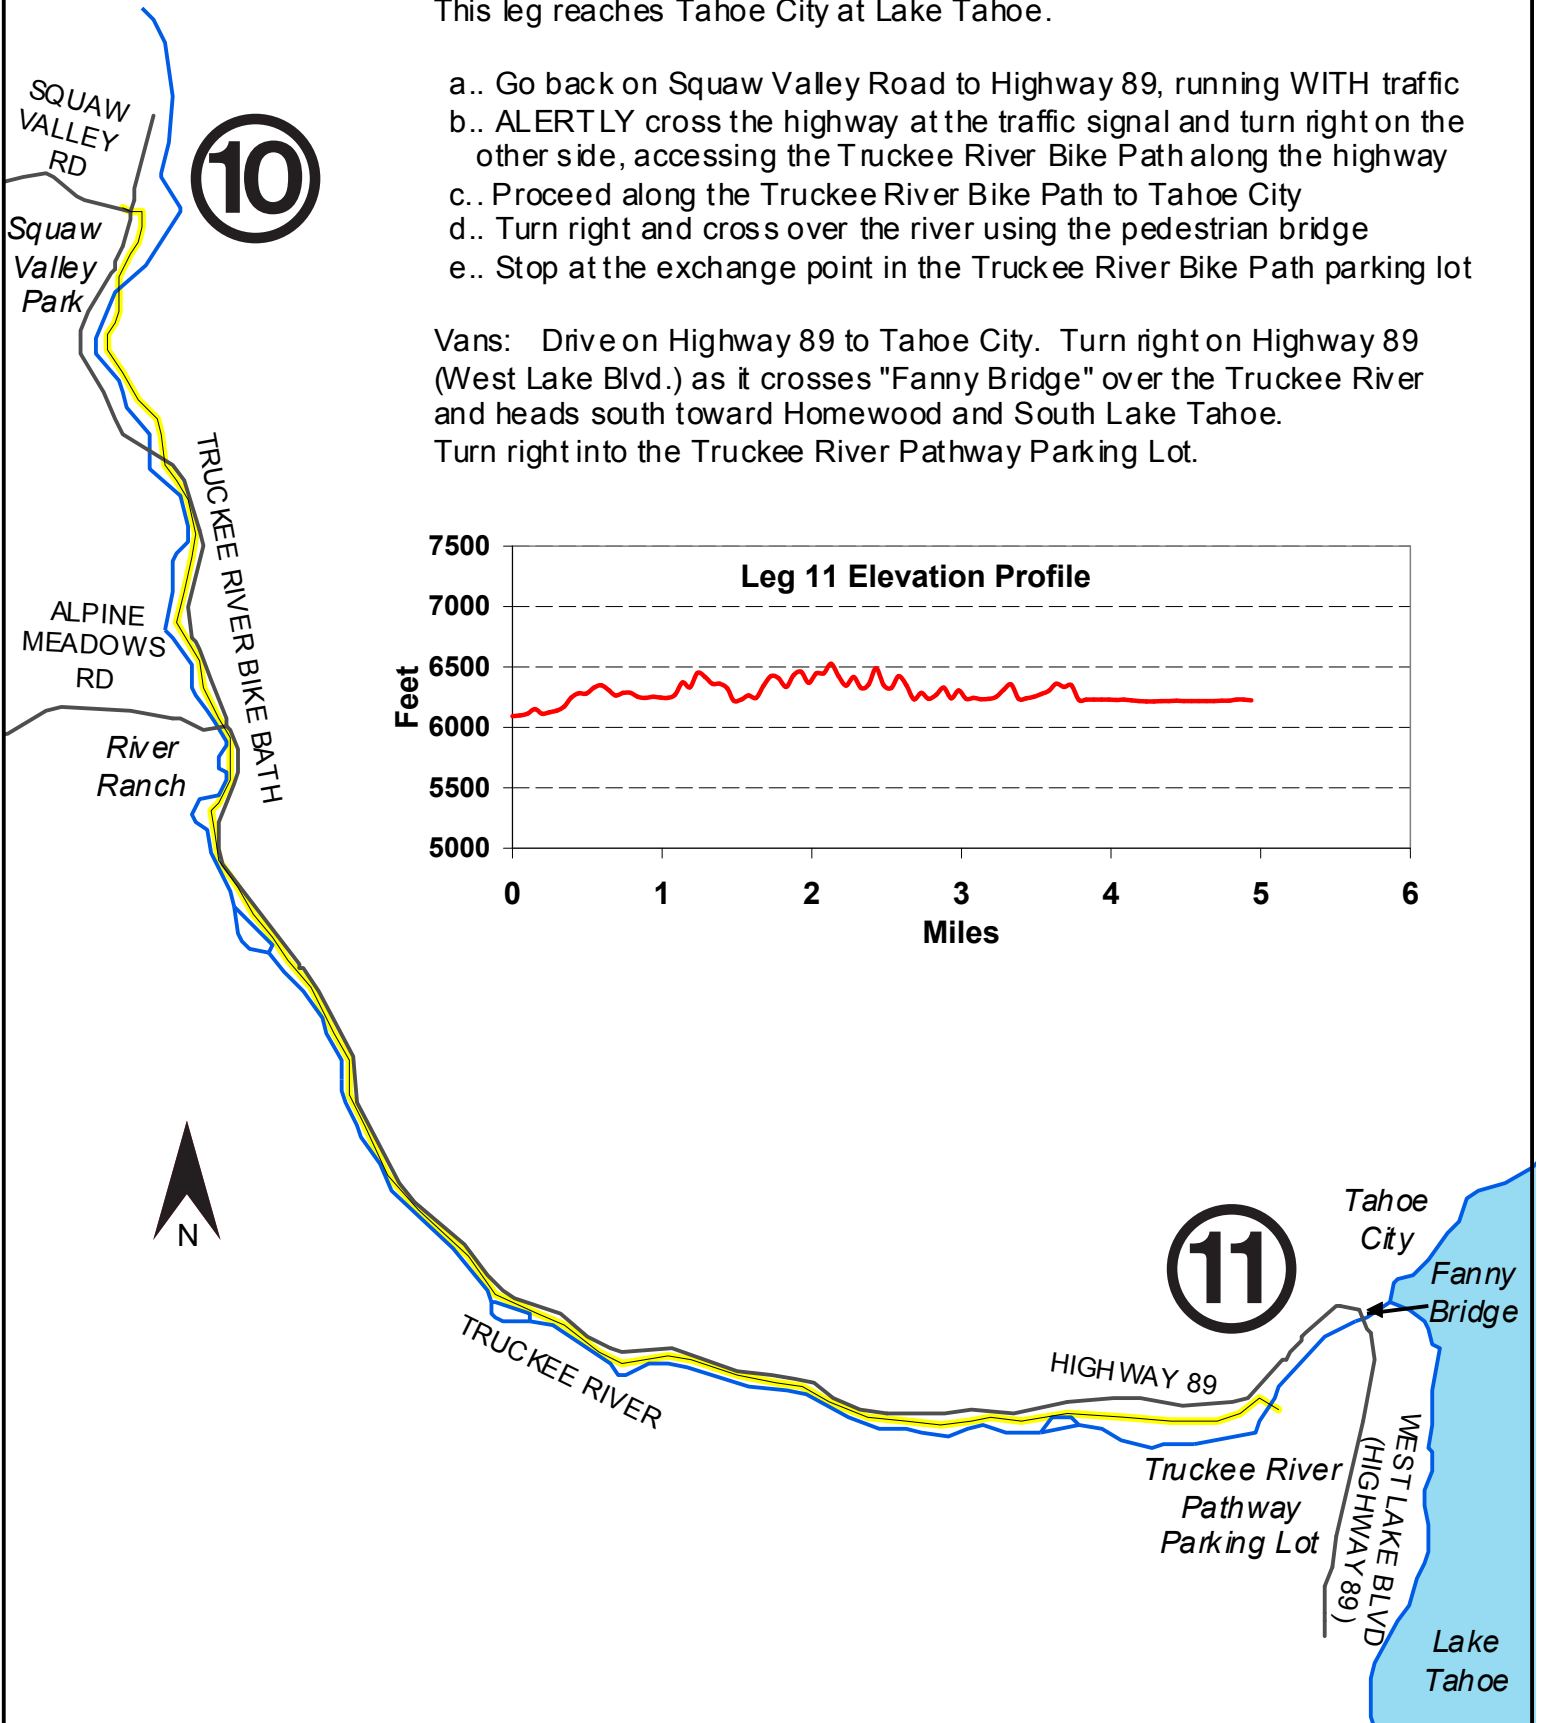 This leg reaches Tahoe City at Lake Tahoe.
a.. Go back on Squaw Valley Road to Highway 89, running WITH traffic
b.. ALERTLY cross the highway at the traffic signal and turn right on the
other side, accessing the Truckee River Bike Path along the highway
c.. Proceed along the Truckee River Bike Path to Tahoe City
d.. Turn right and cross over the river using the pedestrian bridge
e.. Stop at the exchange point in the Truckee River Bike Path parking lot
Vans: Drive on Highway 89 to Tahoe City. Turn right on Highway 89
(West Lake Blvd.) as it crosses "Fanny Bridge" over the Truckee River
and heads south toward Homewood and South Lake Tahoe.
Turn right into the Truckee River Pathway Parking Lot.
SQUAW
VALLEY
RD
10
Squaw
Valley
Park
TRUCKEE RIVER BIKE BATH
ALPINE
MEADOWS
RD
River
Ranch
Leg 11 Elevation Profile
Feet
7500
7000
6500
6000
5500
5000
0 1 2 3 4 5 6
Miles
N
TRUCKEE RIVER
11
Tahoe
City
Fanny
Bridge
HIGHWAY 89
Truckee River
Pathway
Parking Lot
WEST LAKE BLVD
(HIGHWAY 89)
Lake
Tahoe